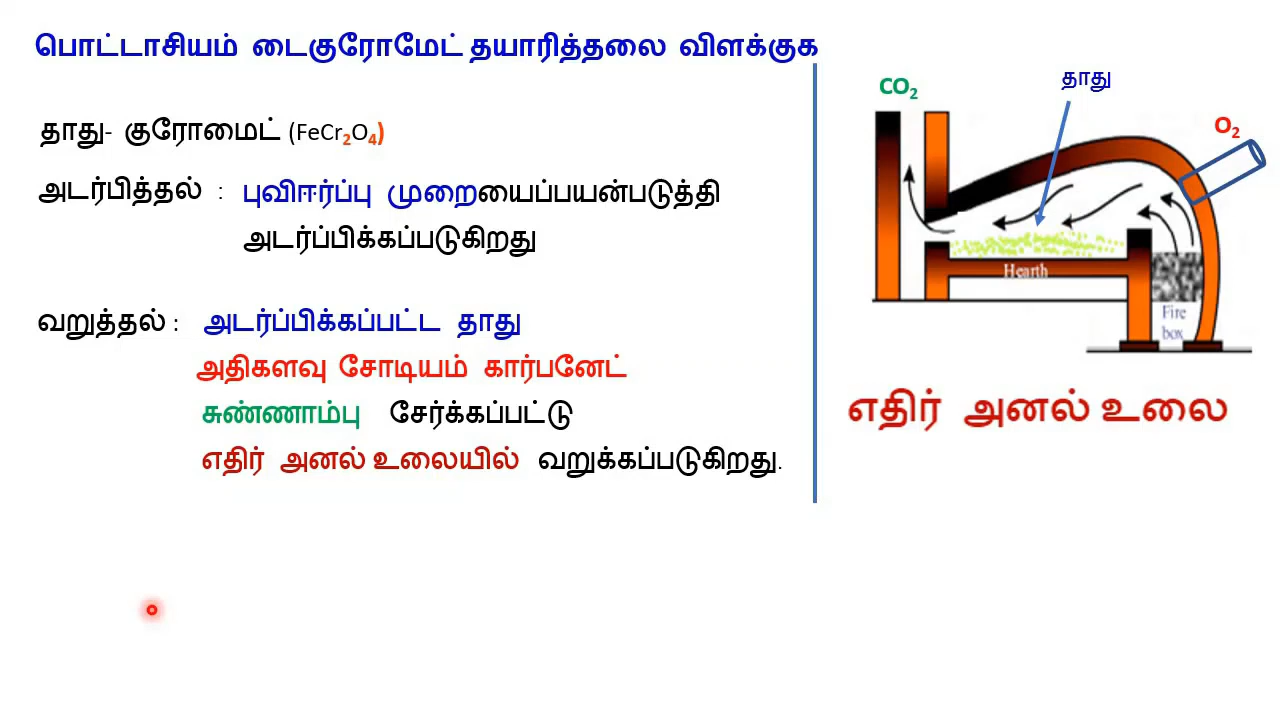 பொட்டாசியம் டைகுரோமேட் தயாரித்தலை விளக்குக
தாது- குரோமைட் (FeCr₂O₄)
அடர்பித்தல் : புவிஈர்ப்பு முறையைப்பயன்படுத்தி
அடர்ப்பிக்கப்படுகிறது
வறுத்தல் : அடர்ப்பிக்கப்பட்ட தாது
அதிகளவு சோடியம் கார்பனேட்
சுண்ணாம்பு சேர்க்கப்பட்டு
எதிர் அனல் உலையில் வறுக்கப்படுகிறது.
தாது
CO₂
O₂
Hearth
Fire
box
எதிர் அனல் உலை